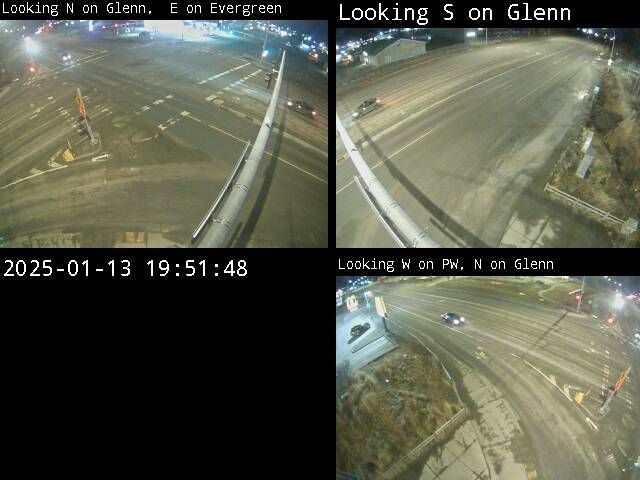 Looking N on Glenn,  E on Evergreen
Looking S on Glenn
2025-01-13 19:51:48
Looking W on PW, N on Glenn